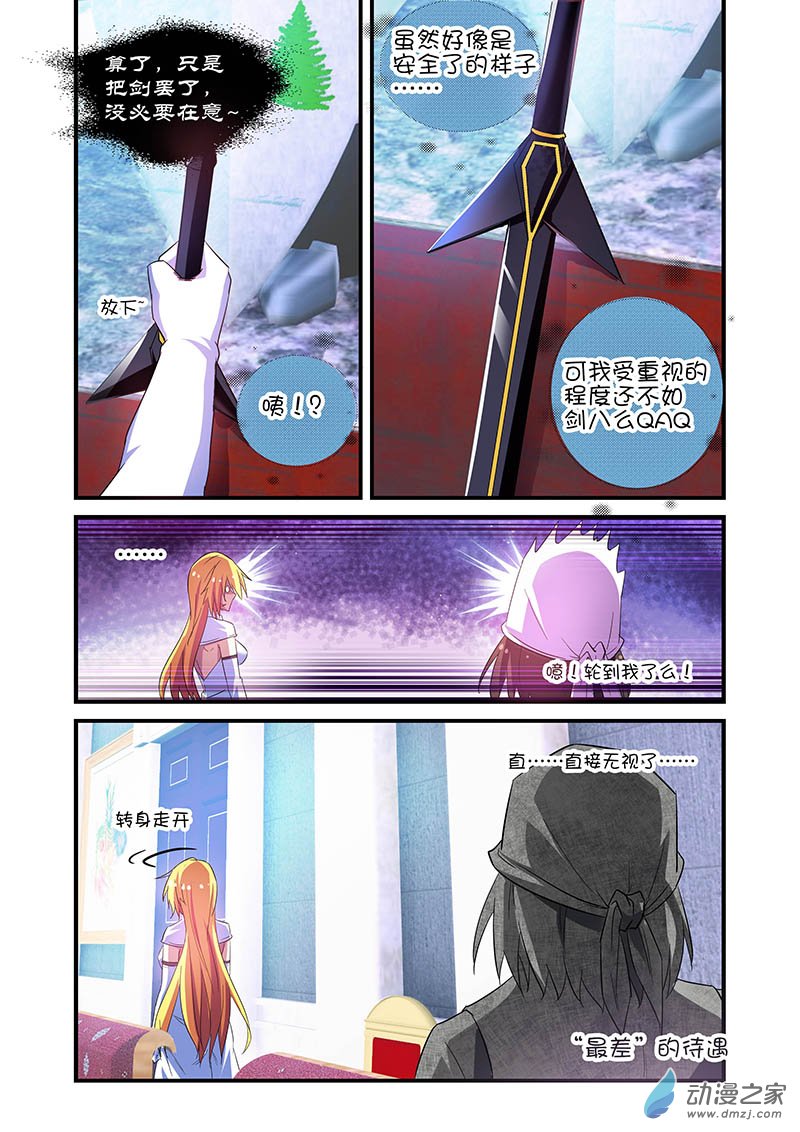 算了，只是
把剑罢了，
没必要在意~
放下~
咦！？
虽然好像是
安全了的样子
……
可我受重视的
程度还不如
剑八么QAQ
……
噫！轮到我了么！
转身走开
直……直接无视了……
“最差”的待遇
动漫之家
www.dmzj.com